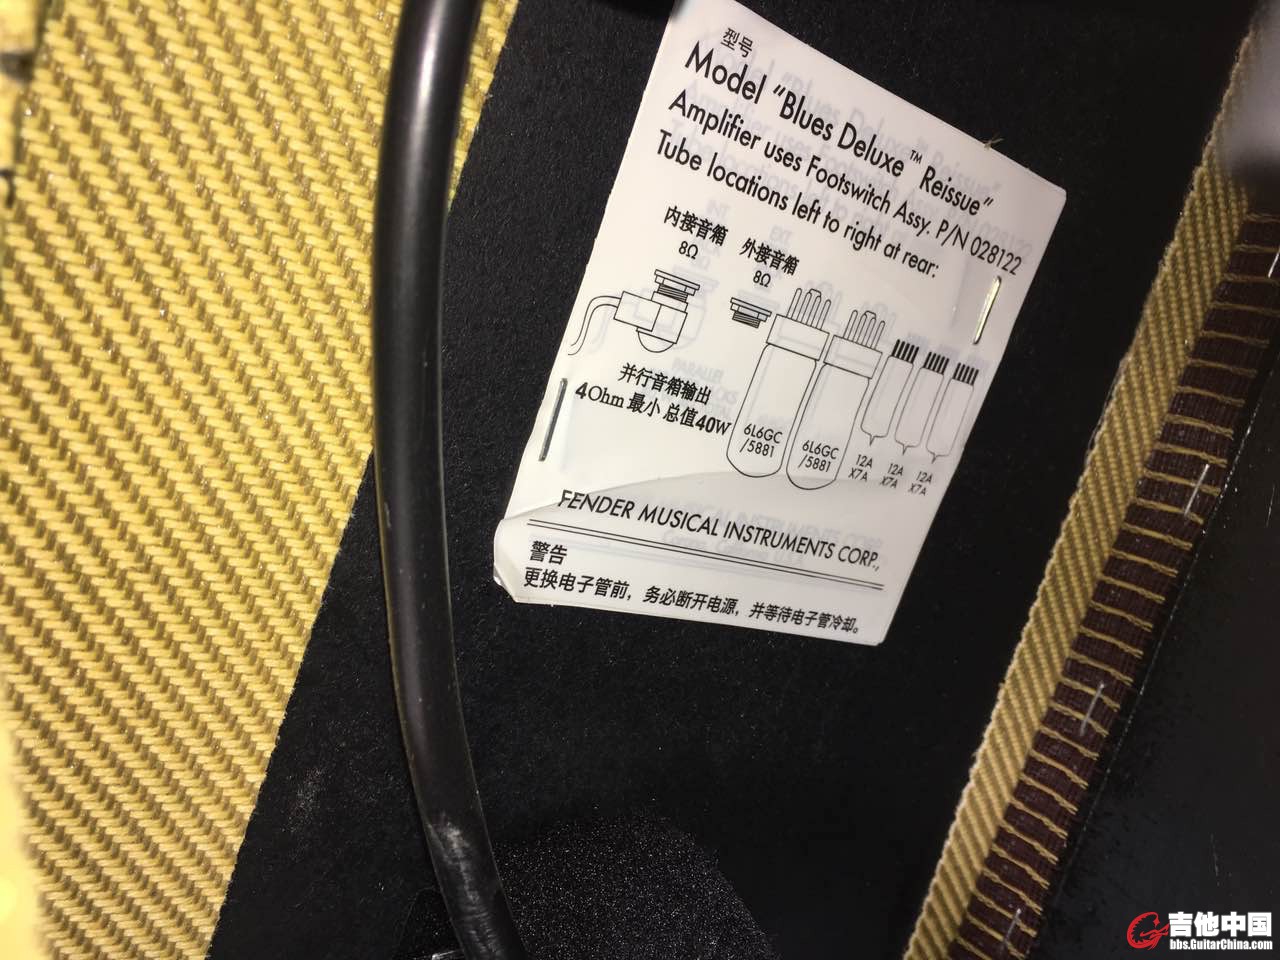 型号
Model "Blues Deluxe™ Reissue"
Amplifier uses Footswitch Assy. P/N 028122
Tube locations left to right at rear:
内接音箱
8Ω
外接音箱
8Ω
并行音箱输出
4Ohm 最小 总值40W
6L6GC
/5881
6L6GC
/5881
12A
X7A
12A
X7A
12A
X7A
FENDER MUSICAL INSTRUMENTS CORP.,
警告
更换电子管前，务必断开电源，并等待电子管冷却。
吉他中国
bbs.GuitarChina.com